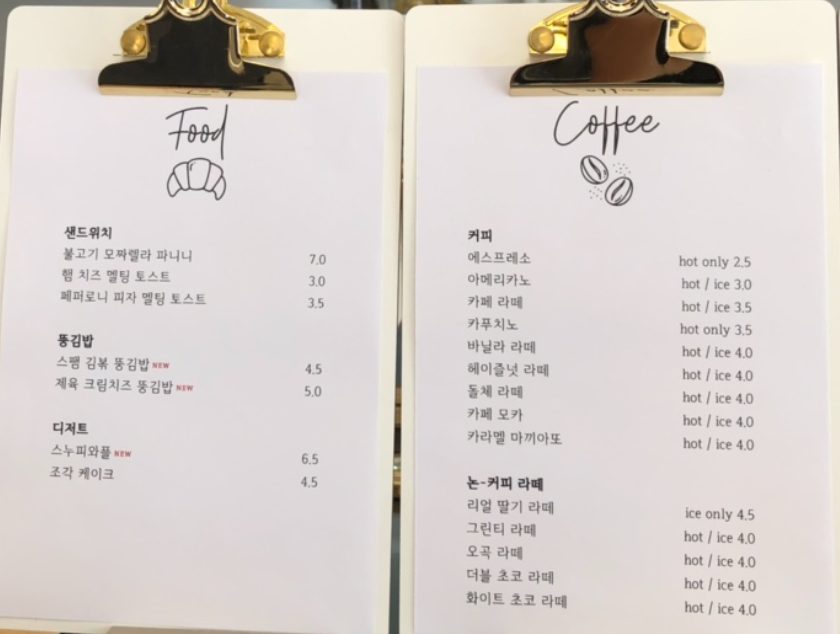 Food
샌드위치
불고기 모짜렐라 파니니 7.0
햄 치즈 멜팅 토스트 3.0
페퍼로니 피자 멜팅 토스트 3.5
뚱김밥
스팸 김볶 뚱김밥 NEW 4.5
제육 크림치즈 뚱김밥 NEW 5.0
디저트
스누피와플 NEW 6.5
조각 케이크 4.5
Coffee
커피
에스프레소 hot only 2.5
아메리카노 hot / ice 3.0
카페 라떼 hot / ice 3.5
카푸치노 hot only 3.5
바닐라 라떼 hot / ice 4.0
헤이즐넛 라떼 hot / ice 4.0
돌체 라떼 hot / ice 4.0
카페 모카 hot / ice 4.0
카라멜 마끼아또 hot / ice 4.0
논-커피 라떼
리얼 딸기 라떼 ice only 4.5
그린티 라떼 hot / ice 4.0
오곡 라떼 hot / ice 4.0
더블 초코 라떼 hot / ice 4.0
화이트 초코 라떼 hot / ice 4.0